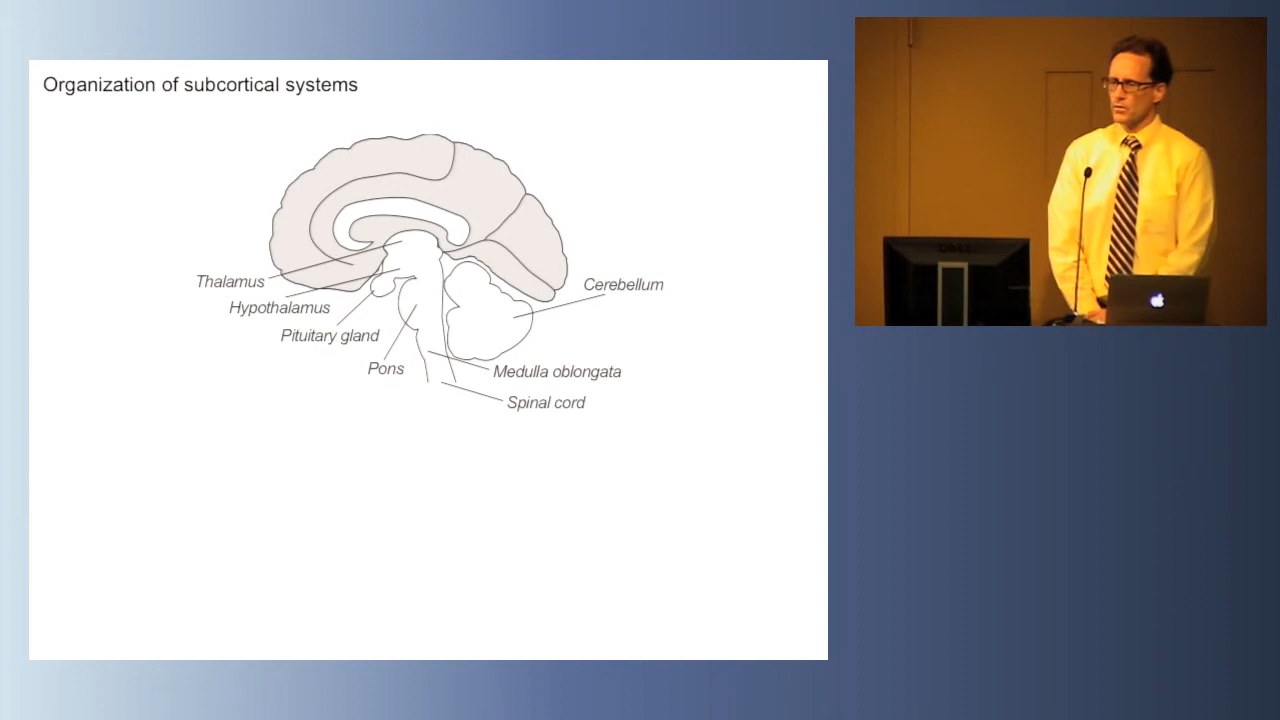 Organization of subcortical systems
Thalamus
Hypothalamus
Pituitary gland
Pons
Cerebellum
Medulla oblongata
Spinal cord